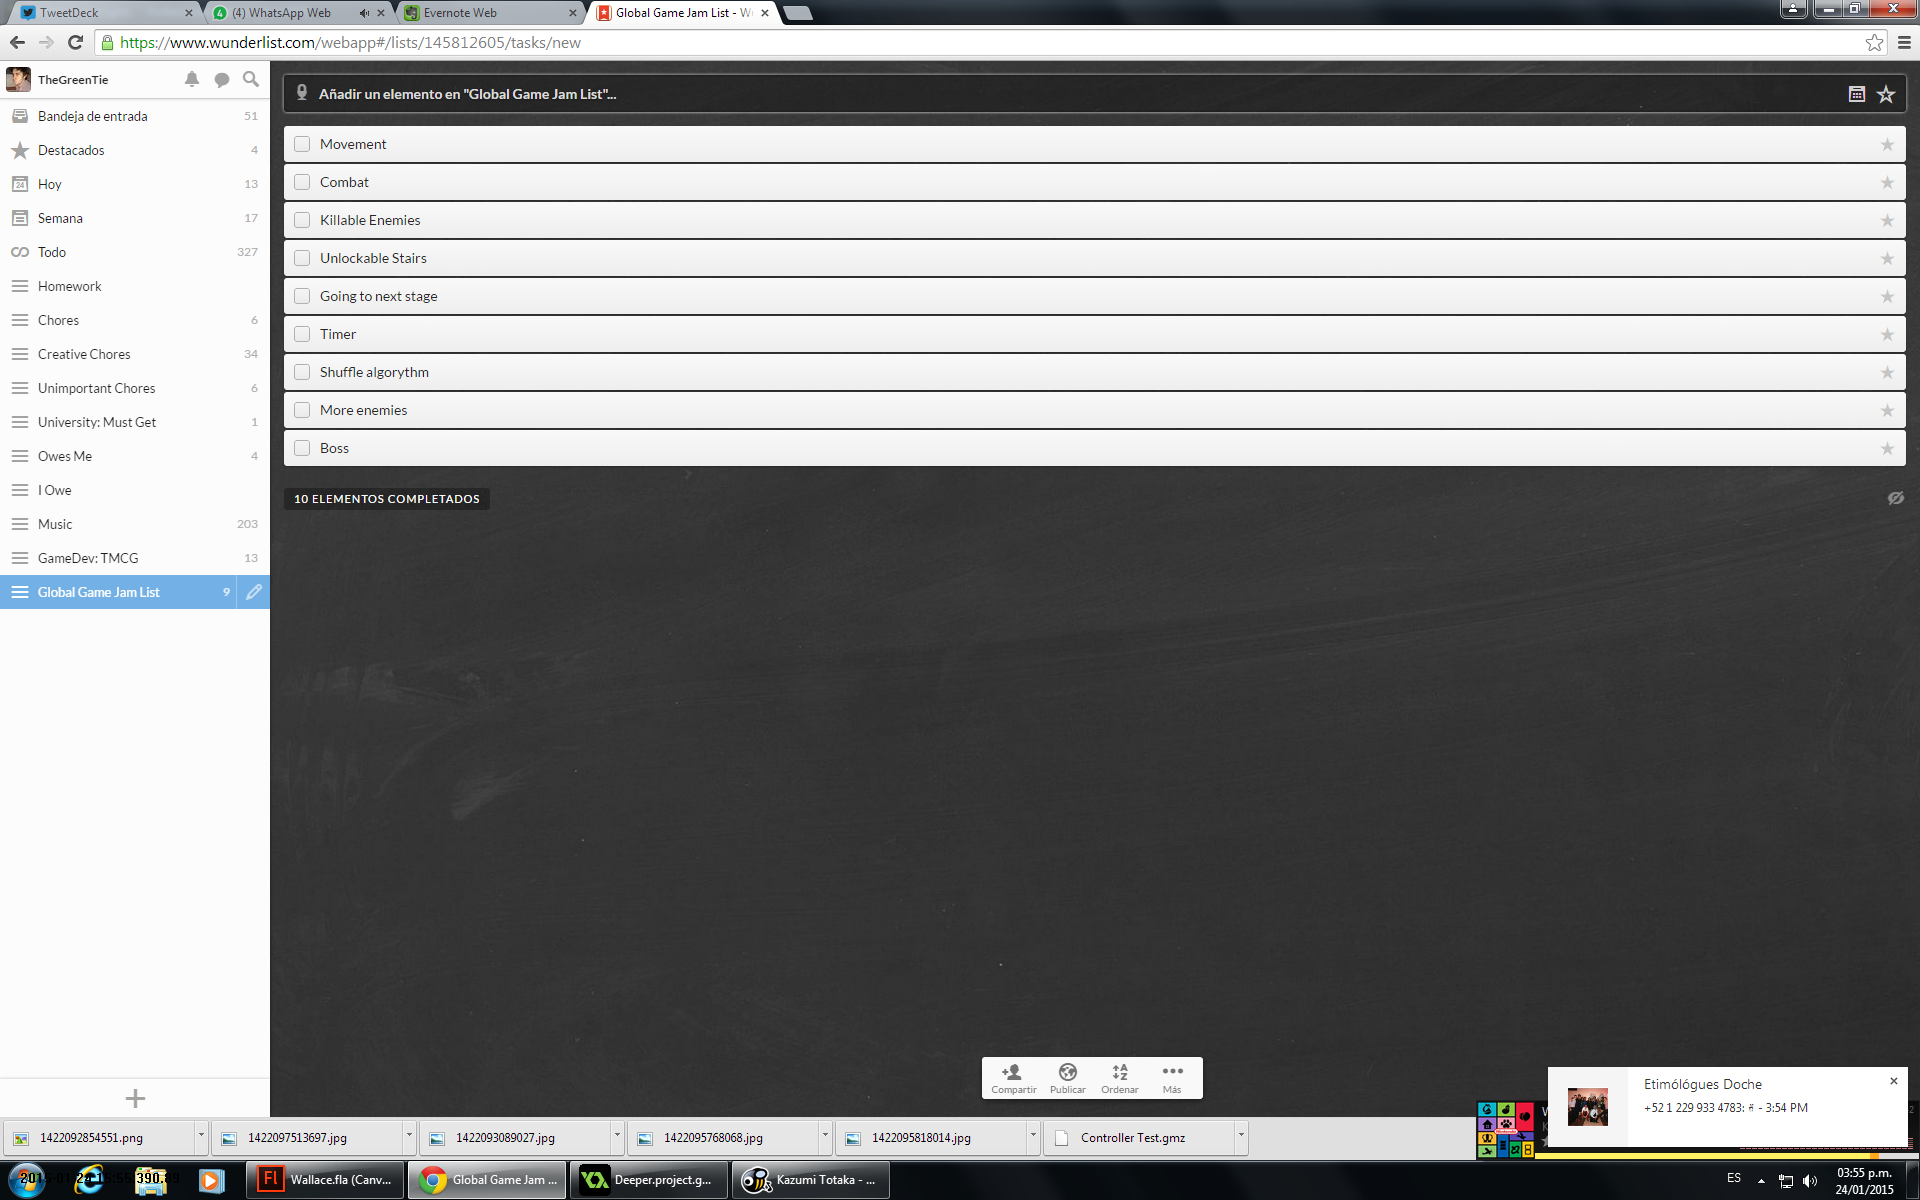 TweetDeck
(4) WhatsApp Web
Evernote Web
Global Game Jam List - W
https://www.wunderlist.com/webapp#/lists/145812605/tasks/new
TheGreenTie
Añadir un elemento en "Global Game Jam List"...
Bandeja de entrada 51
Destacados 4
24 Hoy 13
Semana 17
Todo 327
Homework
Chores 6
Creative Chores 34
Unimportant Chores 6
University: Must Get 1
Owes Me 4
I Owe
Music 203
GameDev: TMCG 13
Global Game Jam List 9
Movement
Combat
Killable Enemies
Unlockable Stairs
Going to next stage
Timer
Shuffle algorythm
More enemies
Boss
10 ELEMENTOS COMPLETADOS
Compartir
Publicar
Ordenar
Más
Etimólógues Doche
+52 1 229 933 4783: # - 3:54 PM
1422092854551.png
1422097513697.jpg
1422093089027.jpg
1422095768068.jpg
1422095818014.jpg
Controller Test.gmz
Wallace.fla (Canv...
Global Game Jam ...
Deeper.project.g...
Kazumi Totaka - ...
ES
03:55 p.m.
24/01/2015